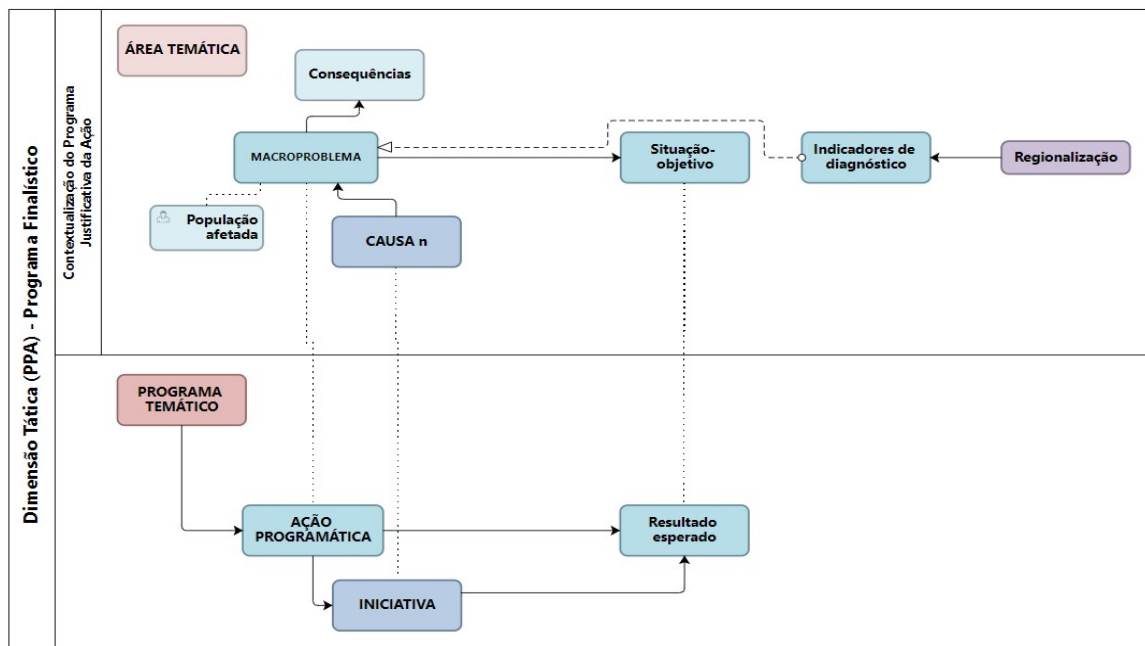 Dimensão Tática (PPA) - Programa Finalístico
Contextualização do Programa
Justificativa da Ação
ÁREA TEMÁTICA
Consequências
MACROPROBLEMA
Situação-
objetivo
Indicadores de
diagnóstico
Regionalização
População
afetada
CAUSA n
PROGRAMA
TEMÁTICO
AÇÃO
PROGRAMÁTICA
Resultado
esperado
INICIATIVA